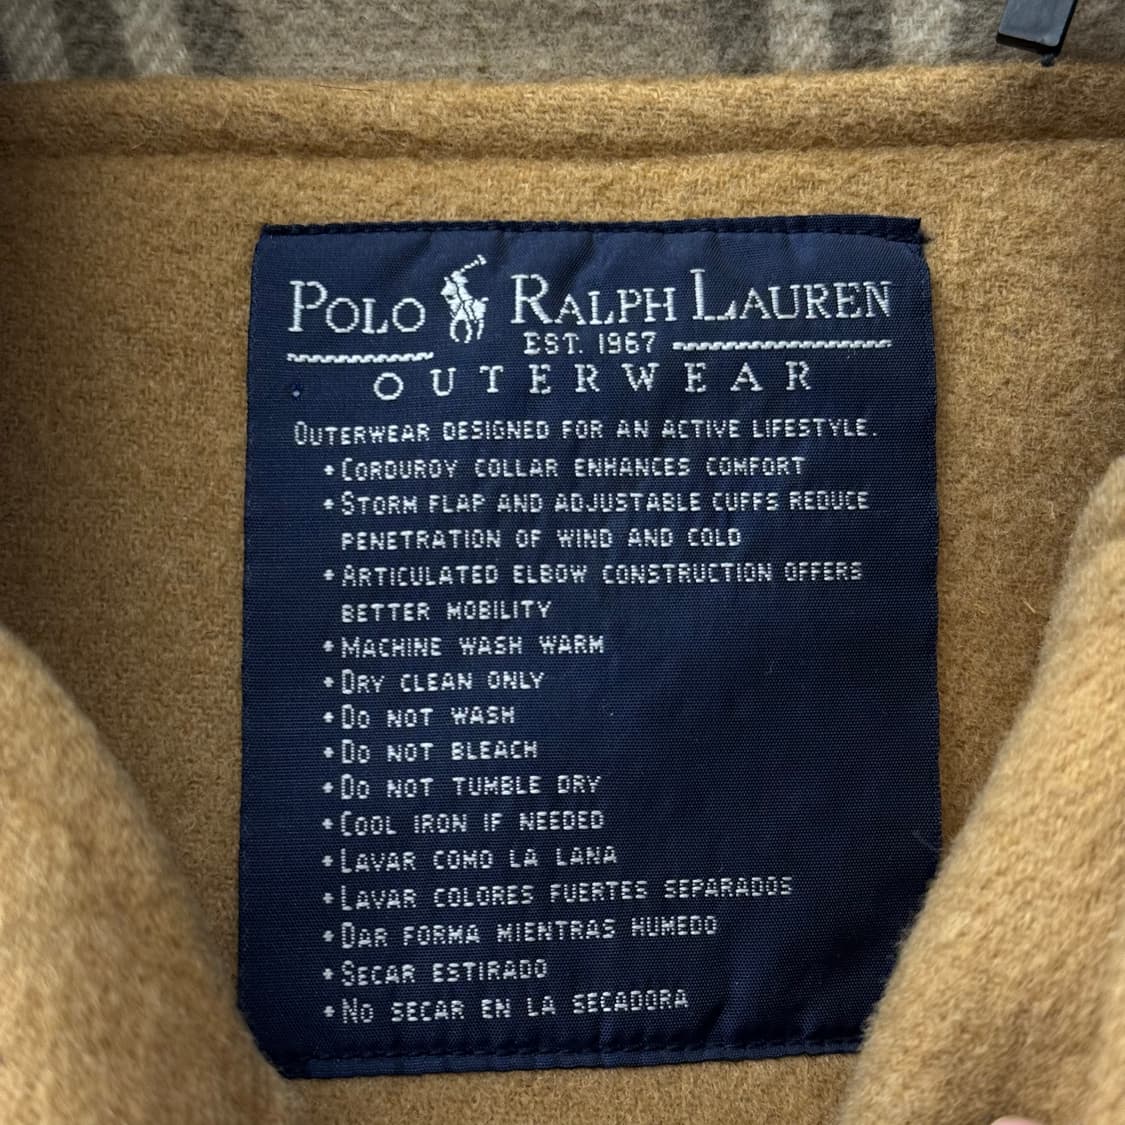 POLO RALPH LAUREN
EST. 1967
OUTERWEAR
OUTERWEAR DESIGNED FOR AN ACTIVE LIFESTYLE.
• CORDUROY COLLAR ENHANCES COMFORT
• STORM FLAP AND ADJUSTABLE CUFFS REDUCE
PENETRATION OF WIND AND COLD
• ARTICULATED ELBOW CONSTRUCTION OFFERS
BETTER MOBILITY
• MACHINE WASH WARM
• DRY CLEAN ONLY
• DO NOT WASH
• DO NOT BLEACH
• DO NOT TUMBLE DRY
• COOL IRON IF NEEDED
• LAVAR COMO LA LANA
• LAVAR COLORES FUERTES SEPARADOS
• DAR FORMA MIENTRAS HUMEDO
• SECAR ESTIRADO
• NO SECAR EN LA SECADORA